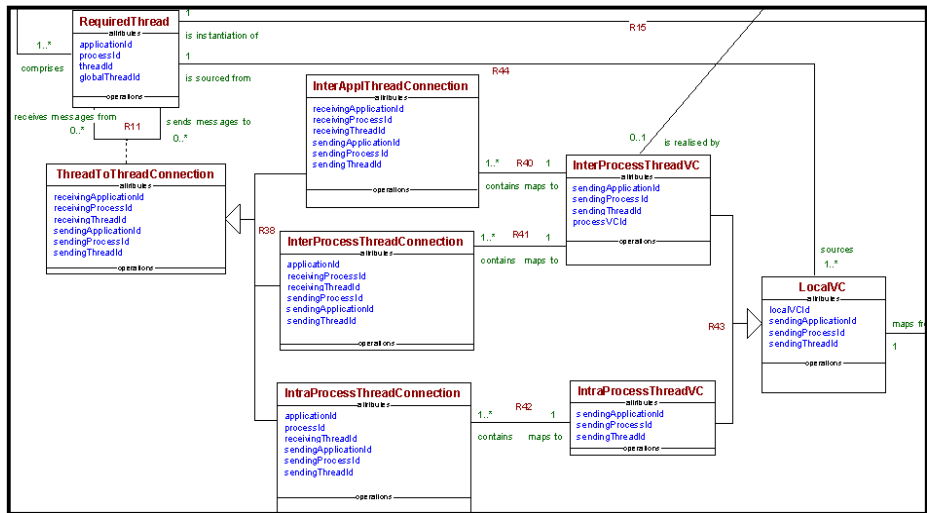 RequiredThread
attributes
applicationId
processId
threadId
globalThreadId
operations
1..*
comprises
1
is instantiation of
R15
1
is sourced from
R44
receives messages from
0..*
R11
sends messages to
0..*
InterApplThreadConnection
attributes
receivingApplicationId
receivingProcessId
receivingThreadId
sendingApplicationId
sendingProcessId
sendingThreadId
operations
1..* R40 1
contains maps to
0..1
is realised by
InterProcessThreadVC
attributes
sendingApplicationId
sendingProcessId
sendingThreadId
processVCId
operations
ThreadToThreadConnection
attributes
receivingApplicationId
receivingProcessId
receivingThreadId
sendingApplicationId
sendingProcessId
sendingThreadId
operations
R38
InterProcessThreadConnection
attributes
applicationId
receivingProcessId
receivingThreadId
sendingProcessId
sendingApplicationId
sendingThreadId
operations
1..* R41 1
contains maps to
sources
1..*
LocalVC
attributes
localVCId
sendingApplicationId
sendingProcessId
sendingThreadId
operations
R43
maps fr
1
IntraProcessThreadConnection
attributes
applicationId
processId
receivingThreadId
sendingApplicationId
sendingProcessId
sendingThreadId
operations
1..* R42 1
contains maps to
IntraProcessThreadVC
attributes
sendingApplicationId
sendingProcessId
sendingThreadId
operations